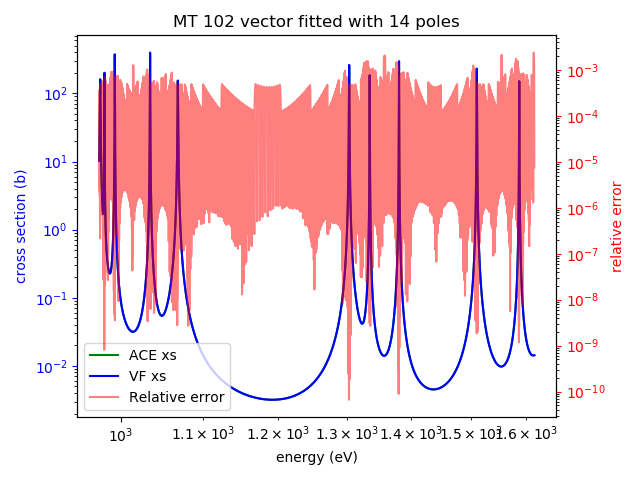 MT 102 vector fitted with 14 poles
cross section (b)
10²
10¹
10⁰
10⁻¹
10⁻²
10⁻³
10⁻⁴
10⁻⁵
10⁻⁶
10⁻⁷
10⁻⁸
10⁻⁹
10⁻¹⁰
relative error
ACE xs
VF xs
Relative error
10³ 1.1 × 10³ 1.2 × 10³ 1.3 × 10³ 1.4 × 10³ 1.5 × 10³ 1.6 × 10³
energy (eV)